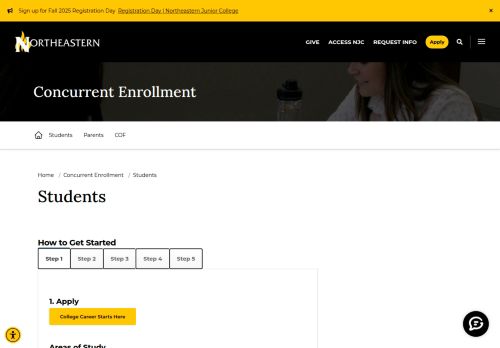 Sign up for Fall 2025 Registration Day Registration Day | Northeastern Junior College ×
NORTHEASTERN GIVE ACCESS NJC REQUEST INFO Apply
Concurrent Enrollment
Students Parents COF
Home / Concurrent Enrollment / Students
Students
How to Get Started
Step 1 Step 2 Step 3 Step 4 Step 5
1. Apply
College Career Starts Here
Areas of Study